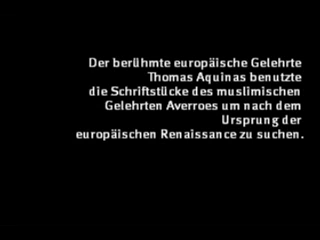 Der berühmte europäische Gelehrte
Thomas Aquinas benutzte
die Schriftstücke des muslimischen
Gelehrten Averroes um nach dem
Ursprung der
europäischen Renaissance zu suchen.